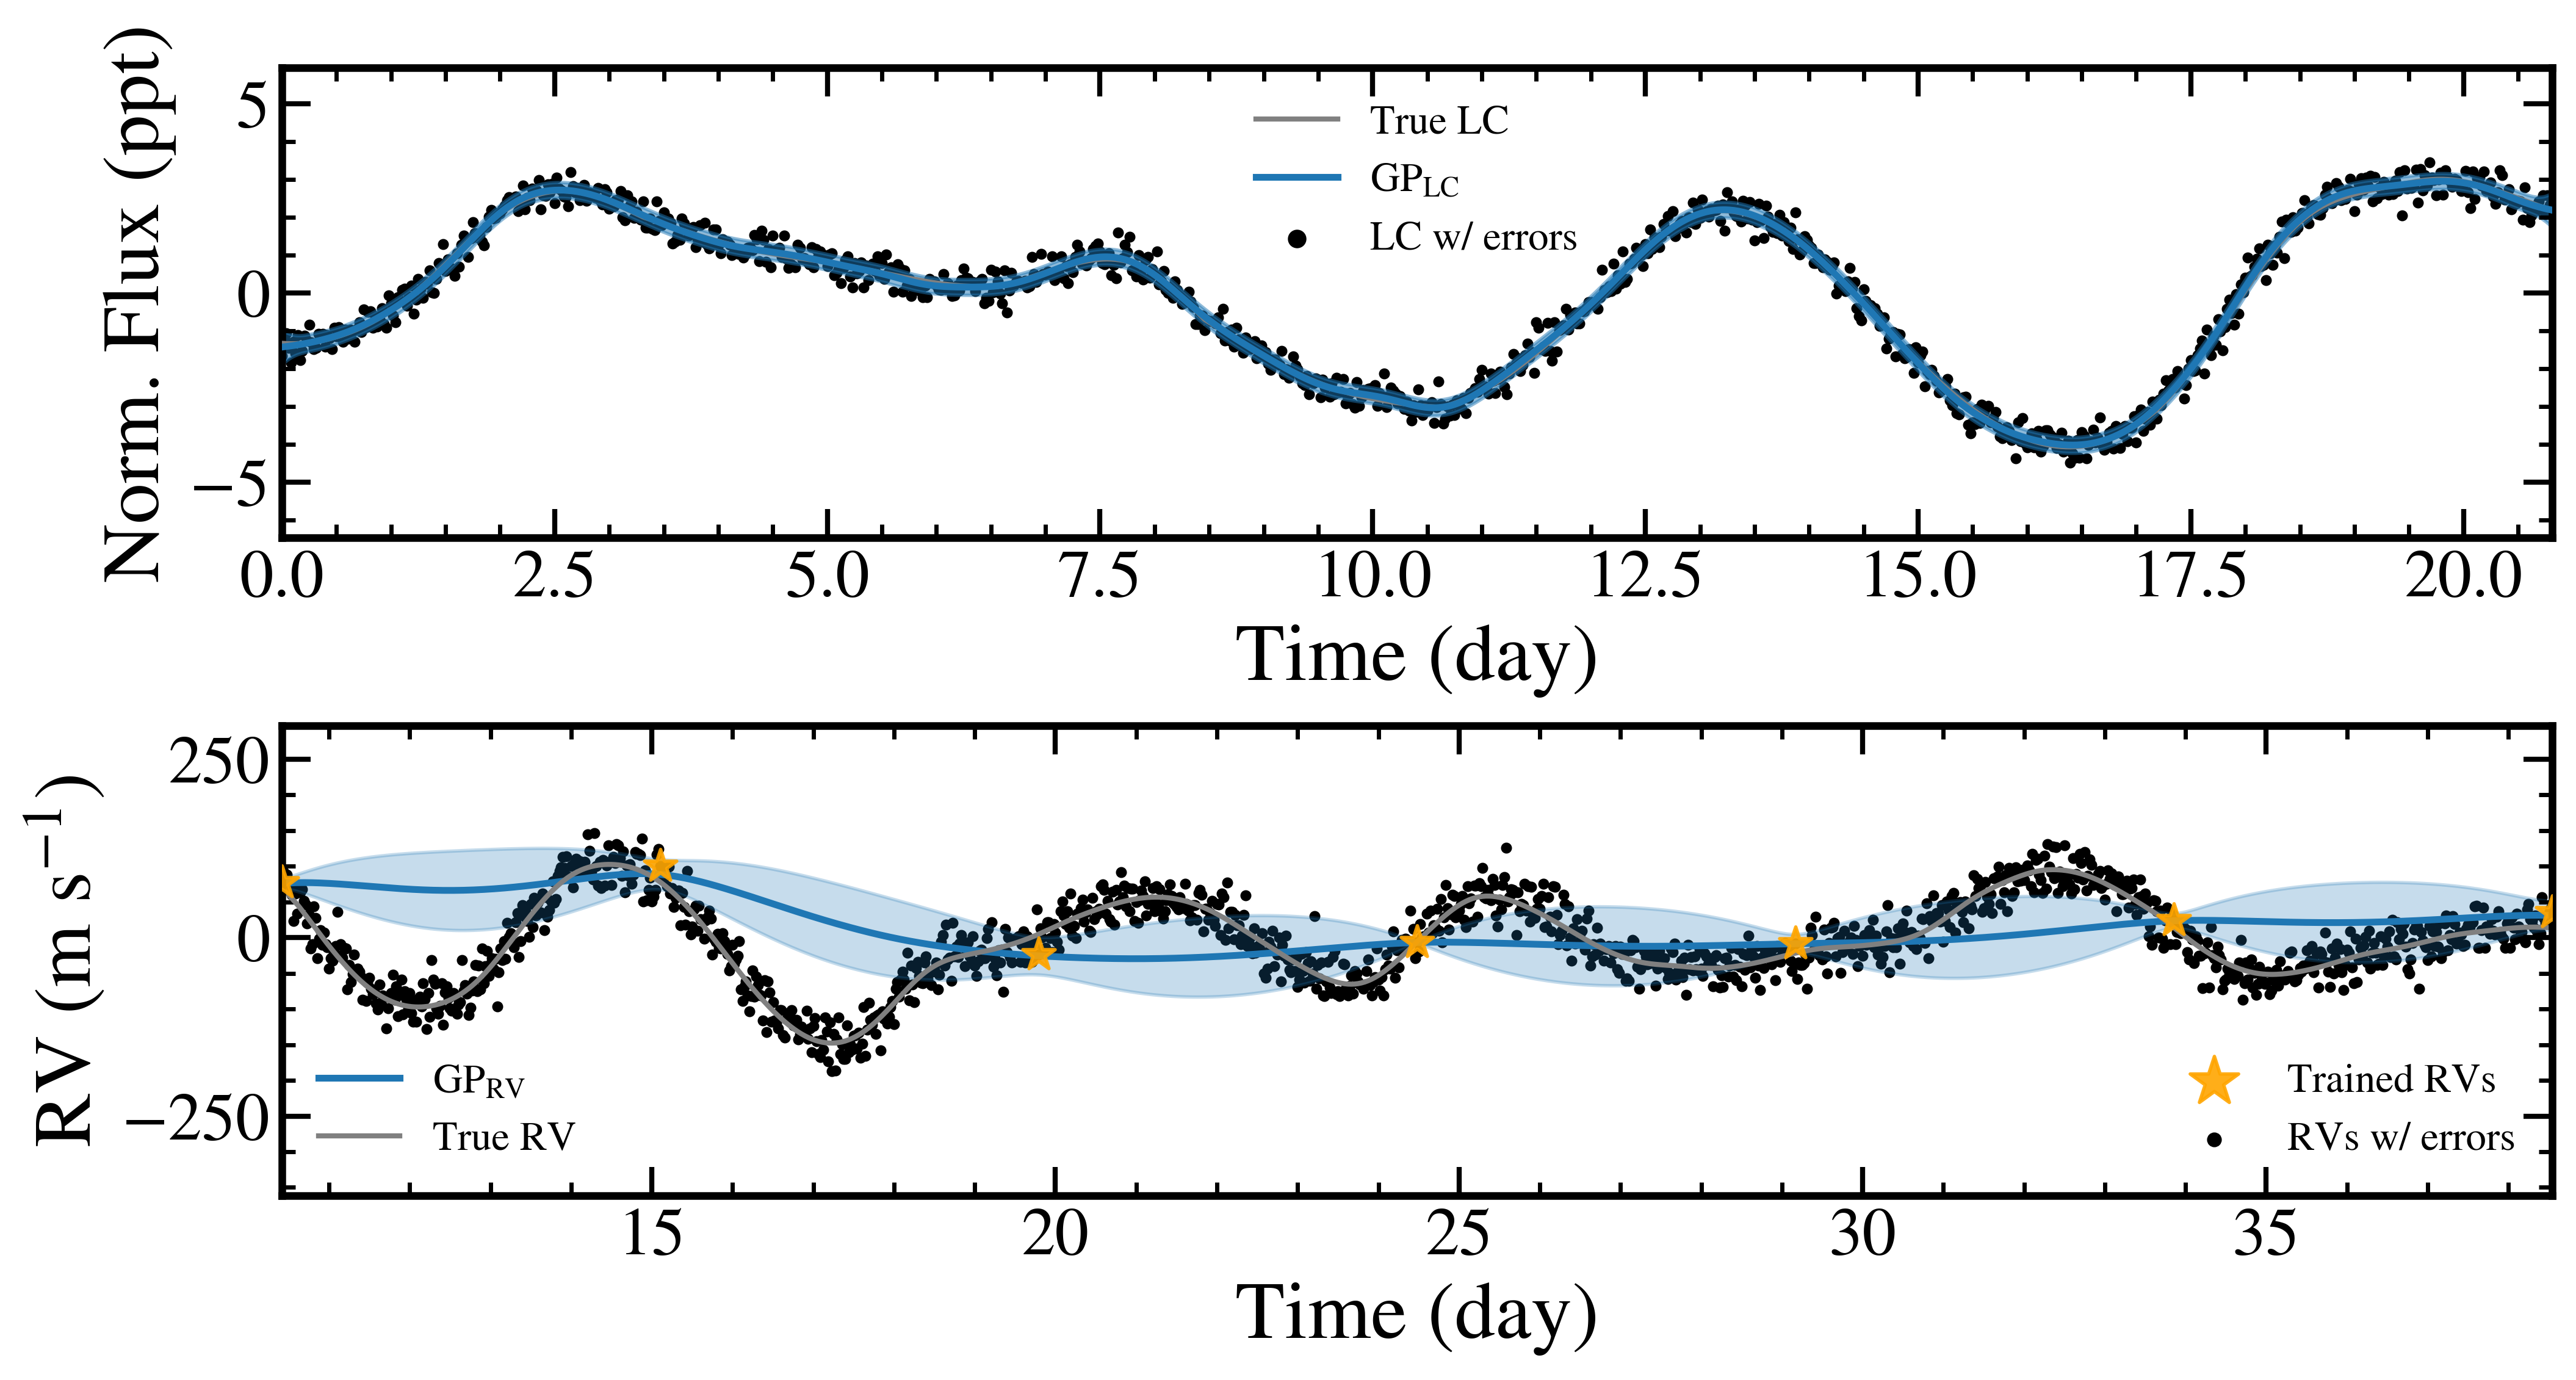 Norm. Flux (ppt)
5
0
−5
True LC
GP_LC
LC w/ errors
0.0 2.5 5.0 7.5 10.0 12.5 15.0 17.5 20.0
Time (day)
RV (m s⁻¹)
250
0
−250
GP_RV
True RV
Trained RVs
RVs w/ errors
15 20 25 30 35
Time (day)